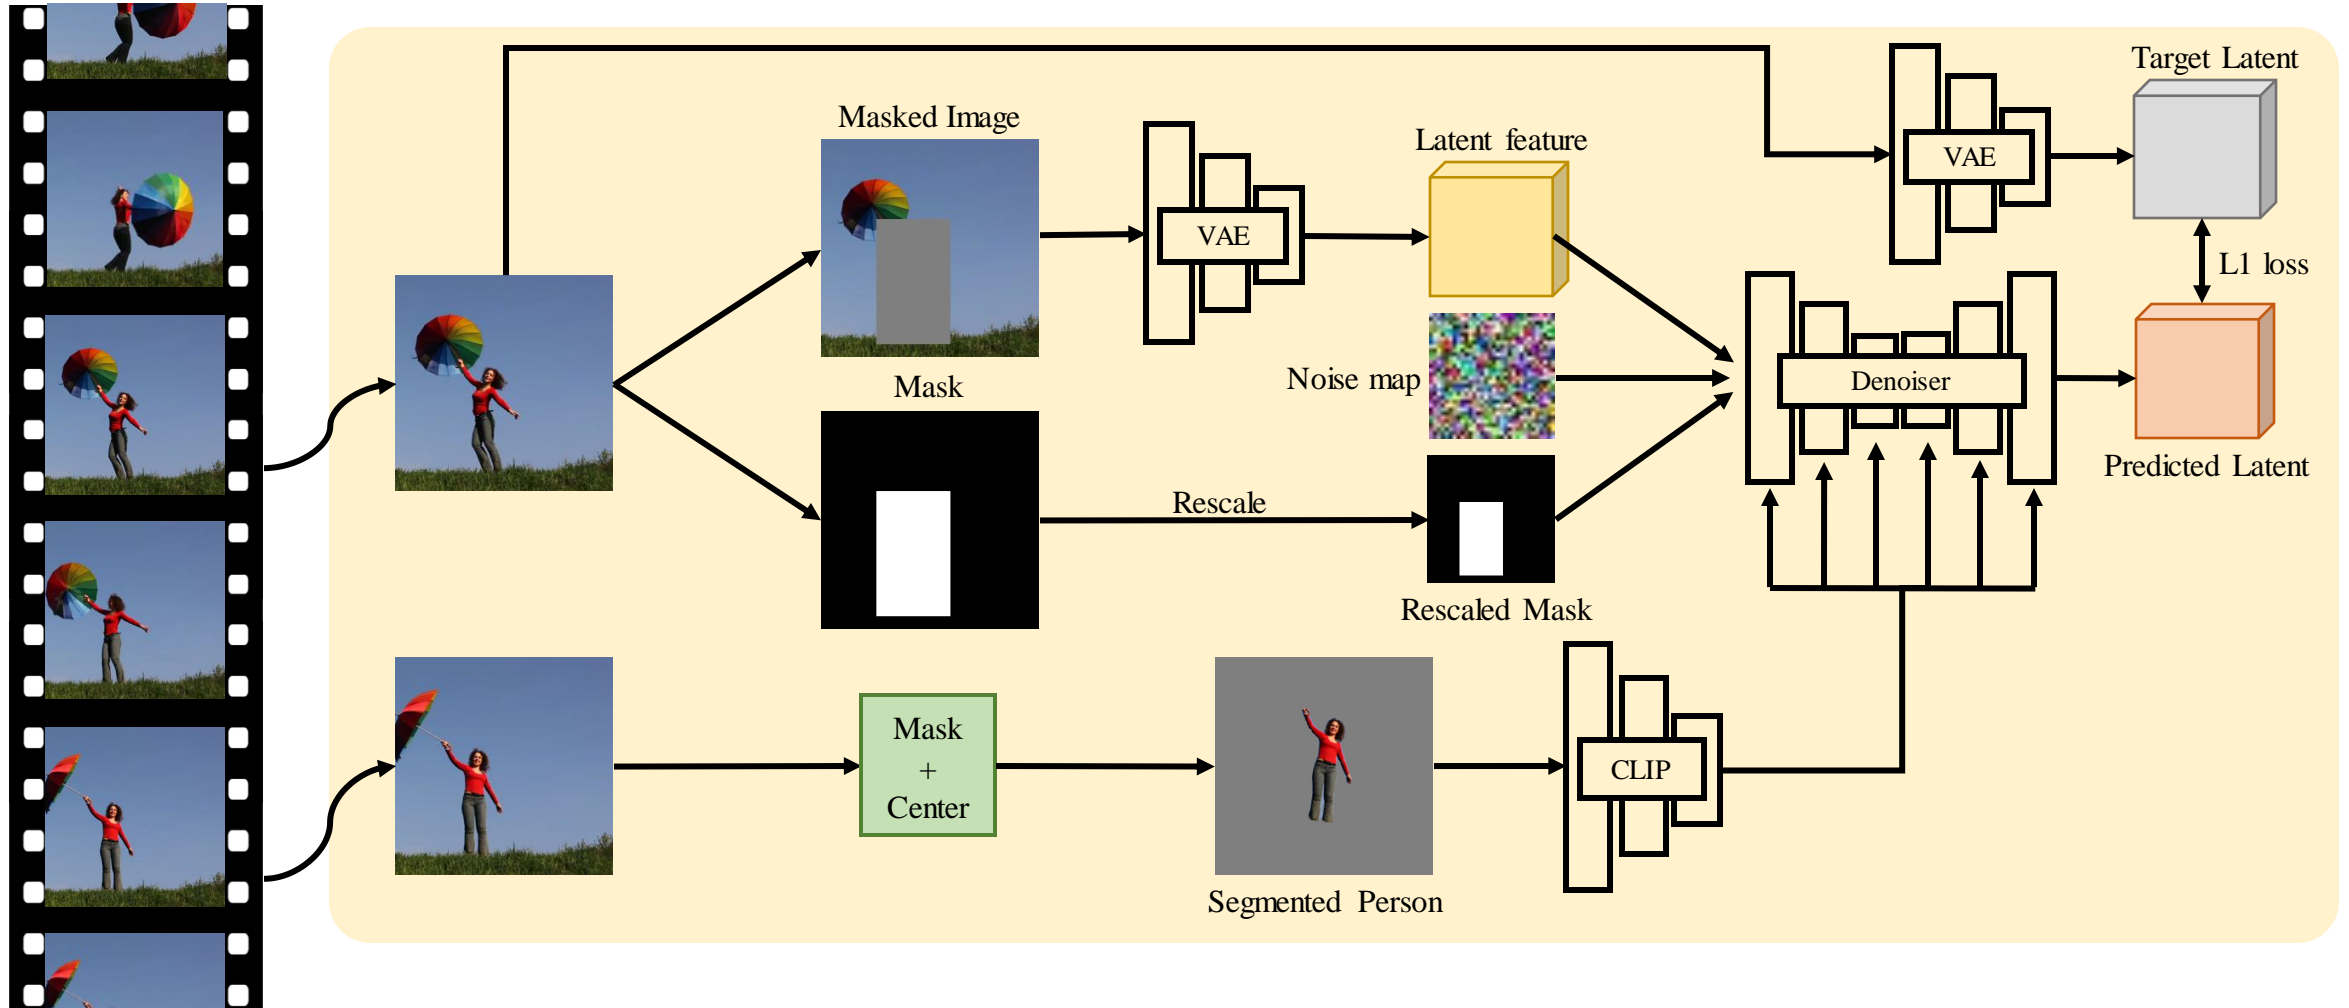 Target Latent
Masked Image
Latent feature
VAE
VAE
L1 loss
Mask
Noise map
Denoiser
Predicted Latent
Rescale
Rescaled Mask
Mask
+
Center
CLIP
Segmented Person